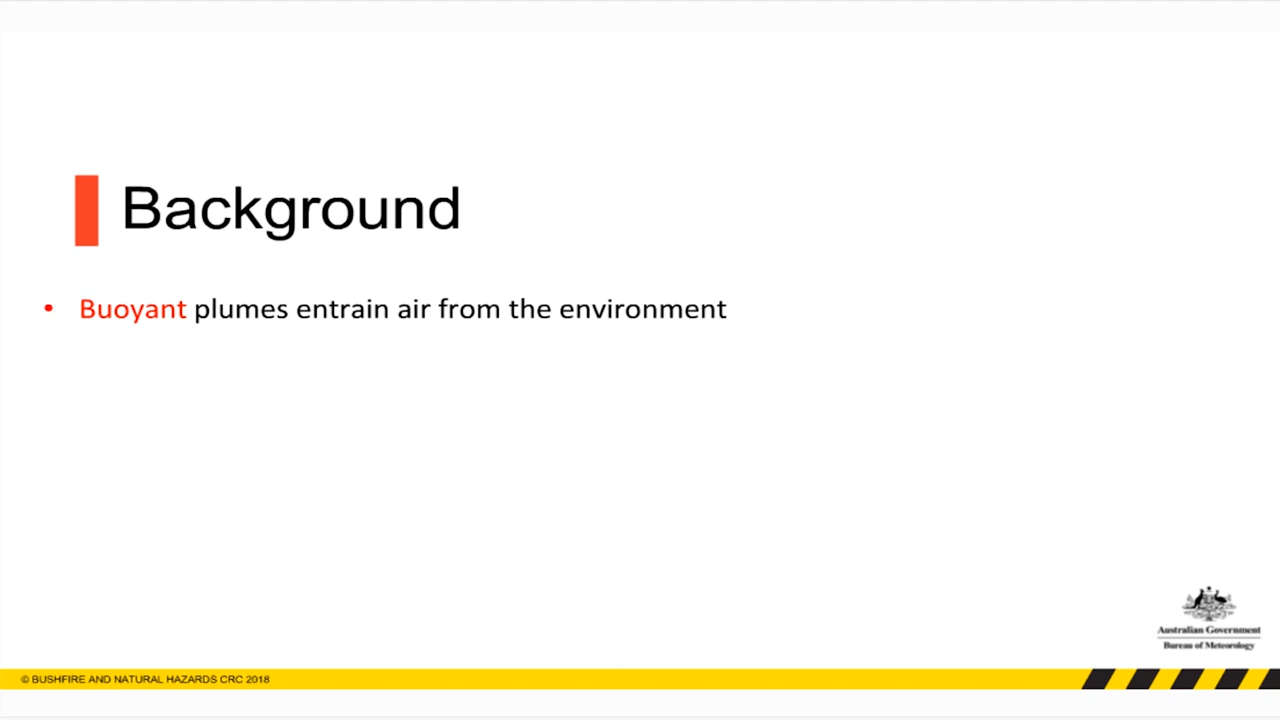 Background
• Buoyant plumes entrain air from the environment
Australian Government
Bureau of Meteorology
© BUSHFIRE AND NATURAL HAZARDS CRC 2018